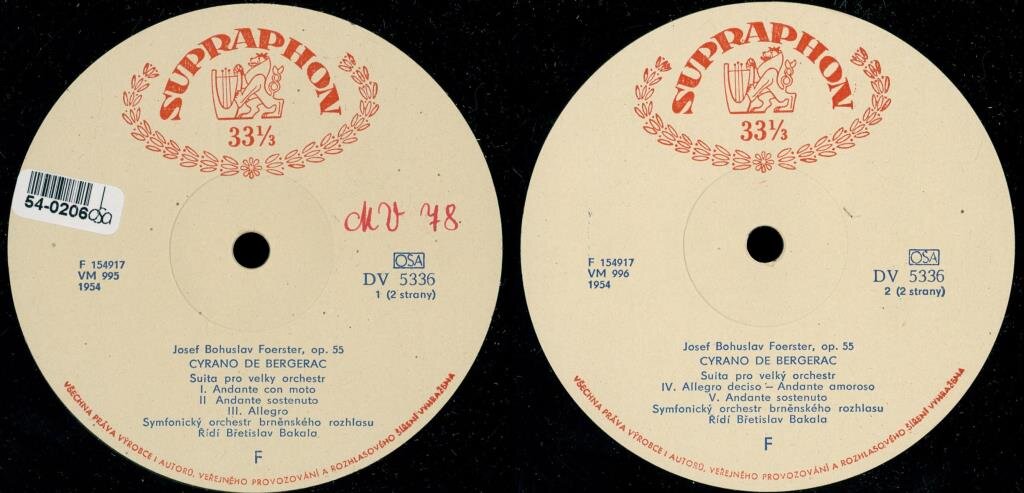 SUPRAPHON
33⅓
54-0206 osa
MV 78.
F 154917
VM 995
1954
OSA
DV 5336
1 (2 strany)
Josef Bohuslav Foerster, op. 55
CYRANO DE BERGERAC
Suita pro velky orchestr
I. Andante con moto
II Andante sostenuto
III. Allegro
Symfonický orchestr brněnského rozhlasu
Řídí Břetislav Bakala
F
VŠECHNA PRÁVA VÝROBCE I AUTORŮ, VEŘEJNÉHO PROVOZOVÁNÍ A ROZHLASOVÉHO ŠÍŘENÍ VYHRAŽENA
SUPRAPHON
33⅓
F 154917
VM 996
1954
OSA
DV 5336
2 (2 strany)
Josef Bohuslav Foerster, op. 55
CYRANO DE BERGERAC
Suita pro velký orchestr
IV. Allegro deciso – Andante amoroso
V. Andante sostenuto
Symfonický orchestr brněnského rozhlasu
Řídí Břetislav Bakala
F
VŠECHNA PRÁVA VÝROBCE I AUTORŮ, VEŘEJNÉHO PROVOZOVÁNÍ A ROZHLASOVÉHO ŠÍŘENÍ VYHRAŽENA